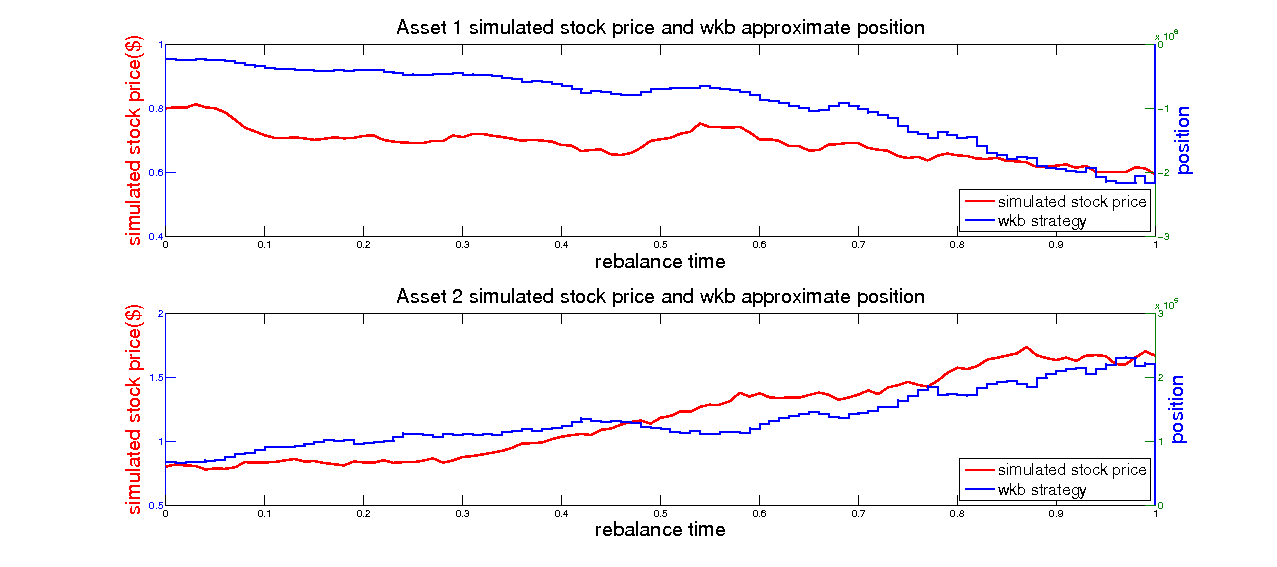 Asset 1 simulated stock price and wkb approximate position
simulated stock price($)
1
0.8
0.6
0.4
x 10
0
−1
−2
−3
position
simulated stock price
wkb strategy
0 0.1 0.2 0.3 0.4 0.5 0.6 0.7 0.8 0.9 1
rebalance time
Asset 2 simulated stock price and wkb approximate position
simulated stock price($)
2
1.5
1
0.5
x 10
3
2
1
0
position
simulated stock price
wkb strategy
0 0.1 0.2 0.3 0.4 0.5 0.6 0.7 0.8 0.9 1
rebalance time